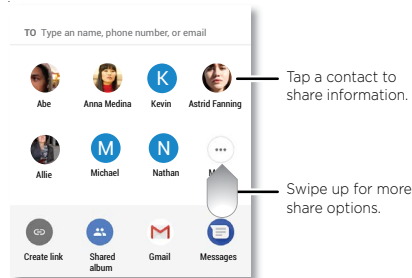 TO Type an name, phone number, or email
Abe Anna Medina K Kevin Astrid Fanning
Tap a contact to
share information.
M N
Allie Michael Nathan
Swipe up for more
share options.
Create link Shared
album Gmail Messages